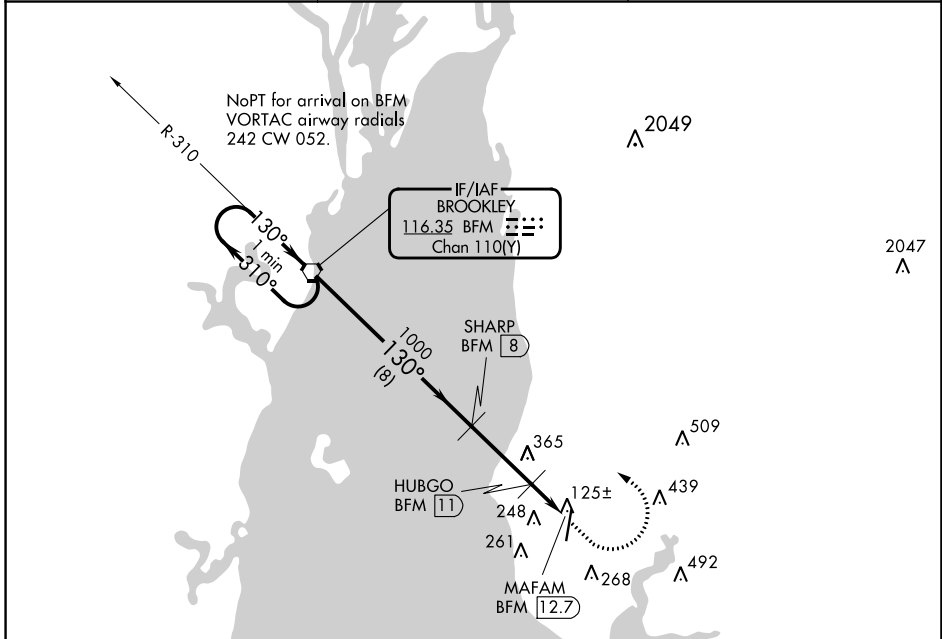 NoPT for arrival on BFM
VORTAC airway radials
242 CW 052.
2049
R-310
IF/IAF
BROOKLEY
116.35 BFM
Chan 110(Y)
130°
1 min
310°
2047
SHARP
BFM 8
1000
130°
(8)
509
365
HUBGO
BFM 11
125±
439
248
261
492
268
MAFAM
BFM 12.7